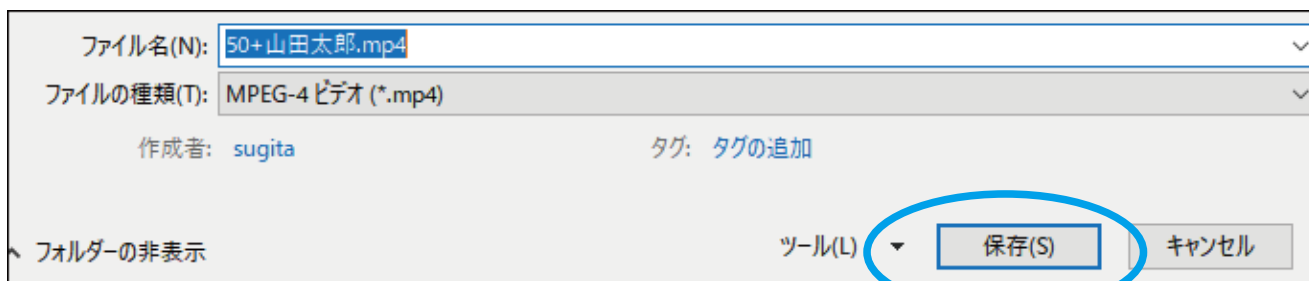 ファイル名(N): 50+山田太郎.mp4
ファイルの種類(T): MPEG-4 ビデオ (*.mp4)
作成者: sugita タグ: タグの追加
フォルダーの非表示 ツール(L) 保存(S) キャンセル